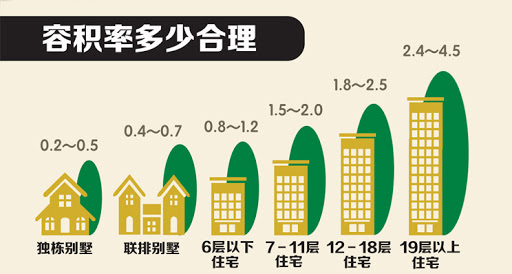 容积率多少合理
2.4～4.5
1.8～2.5
1.5～2.0
0.8～1.2
0.4～0.7
0.2～0.5
独栋别墅
联排别墅
6层以下
住宅
7－11层
住宅
12－18层
住宅
19层以上
住宅